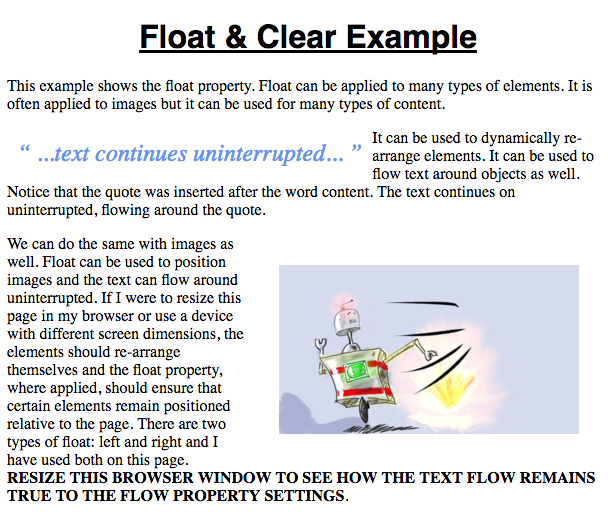 Float & Clear Example
This example shows the float property. Float can be applied to many types of elements. It is
often applied to images but it can be used for many types of content.
“ ...text continues uninterrupted... ”
It can be used to dynamically re-
arrange elements. It can be used to
flow text around objects as well.
Notice that the quote was inserted after the word content. The text continues on
uninterrupted, flowing around the quote.
We can do the same with images as
well. Float can be used to position
images and the text can flow around
uninterrupted. If I were to resize this
page in my browser or use a device
with different screen dimensions, the
elements should re-arrange
themselves and the float property,
where applied, should ensure that
certain elements remain positioned
relative to the page. There are two
types of float: left and right and I
have used both on this page.
RESIZE THIS BROWSER WINDOW TO SEE HOW THE TEXT FLOW REMAINS
TRUE TO THE FLOW PROPERTY SETTINGS.